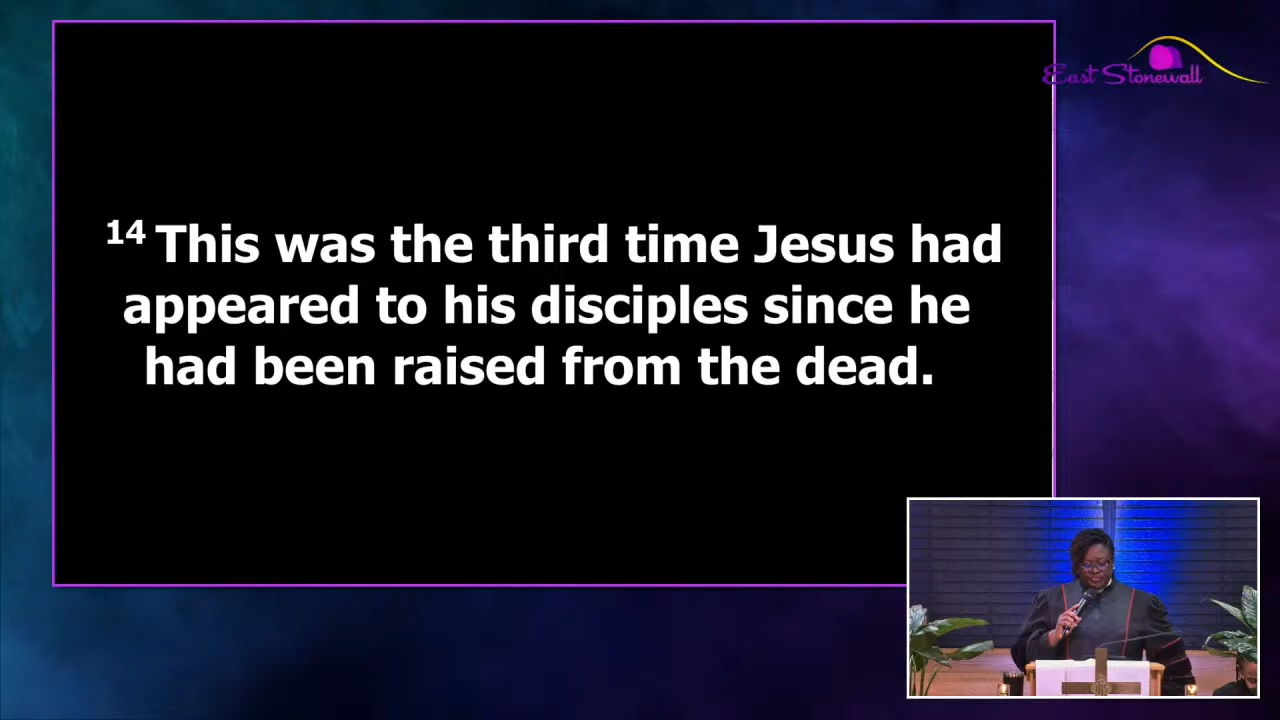 East Stonewall
14 This was the third time Jesus had
appeared to his disciples since he
had been raised from the dead.